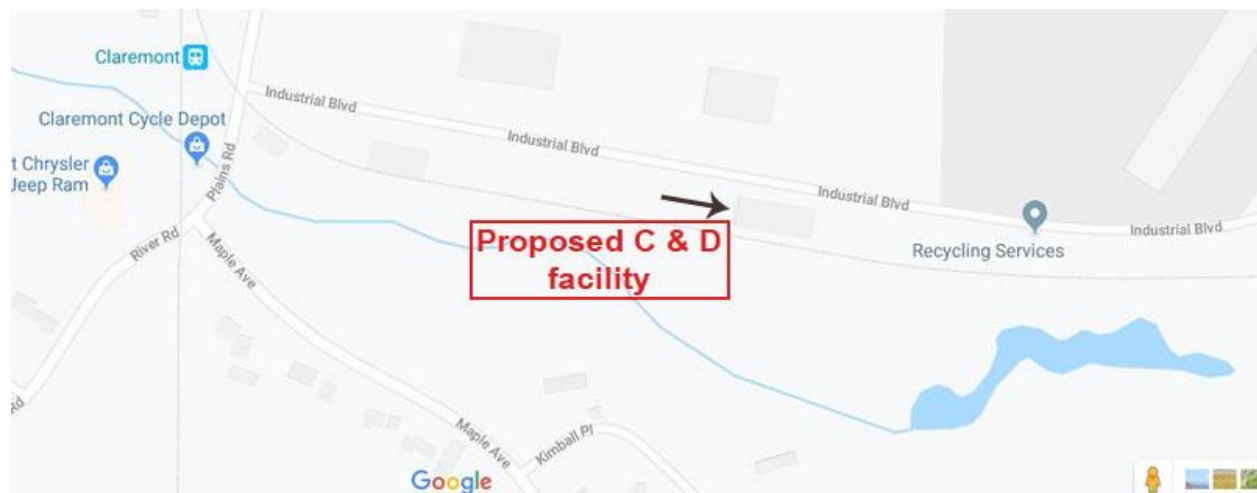 Claremont
Industrial Blvd
Claremont Cycle Depot
Industrial Blvd
t Chrysler
Jeep Ram
Plains Rd
Industrial Blvd
Industrial Blvd
Proposed C & D
facility
Recycling Services
River Rd
Maple Ave
Rd
Maple Ave
Kimball Pl
Google